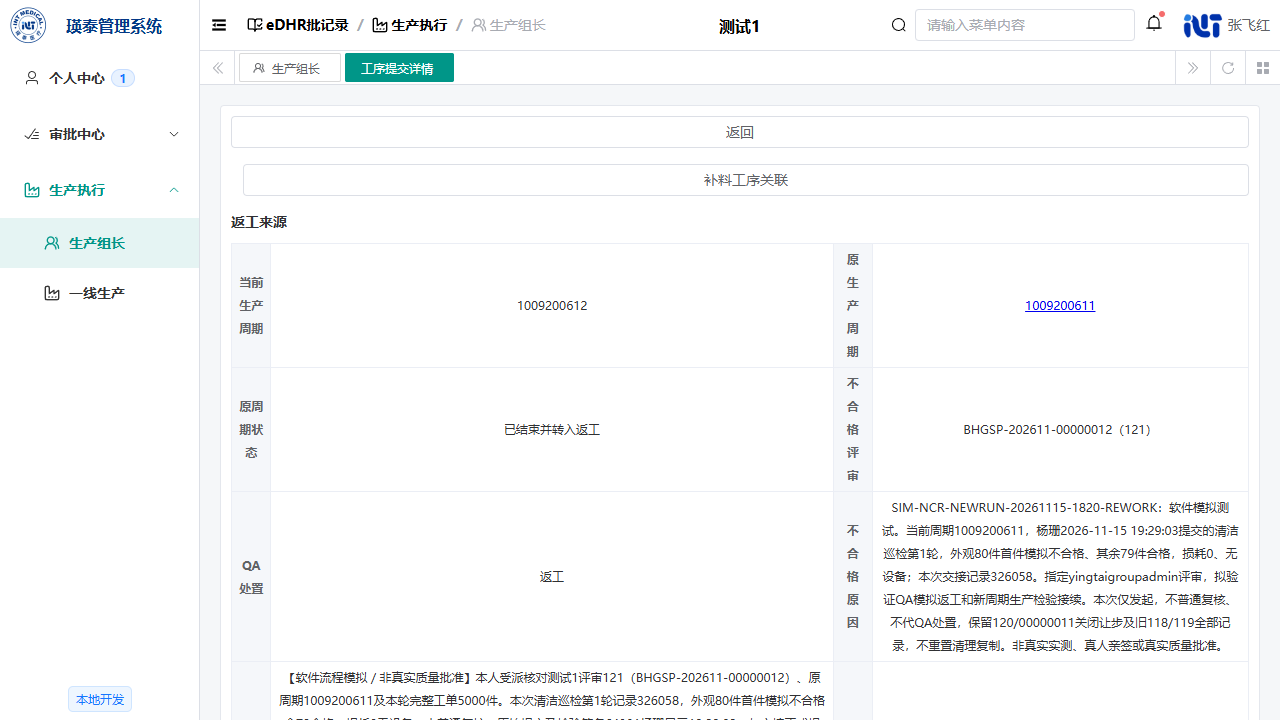 瑛泰管理系统
eDHR批记录 / 生产执行 / 生产组长
测试1
请输入菜单内容
张飞红
个人中心 1
审批中心
生产执行
生产组长
一线生产
本地开发
生产组长
工序提交详情
返回
补料工序关联
返工来源
当前生产周期
1009200612
原生产周期
1009200611
原周期状态
已结束并转入返工
不合格评审
BHGSP-202611-00000012（121）
QA处置
返工
不合格原因
SIM-NCR-NEWRUN-20261115-1820-REWORK：软件模拟测
试。当前周期1009200611，杨珊2026-11-15 19:29:03提交的清洁
巡检第1轮，外观80件首件模拟不合格、其余79件合格，损耗0、无
设备；本次交接记录326058。指定yingtaigroupadmin评审，拟验
证QA模拟返工和新周期生产检验接续。本次仅发起，不普通复核、
不代QA处置，保留120/00000011关闭让步及旧118/119全部记
录，不重置清理复制。非真实实测、真人亲签或真实质量批准。
【软件流程模拟 / 非真实质量批准】本人受派核对测试1评审121（BHGSP-202611-00000012）、原
周期1009200611及本轮完整工单5000件。本次清洁巡检第1轮记录326058，外观80件首件模拟不合格